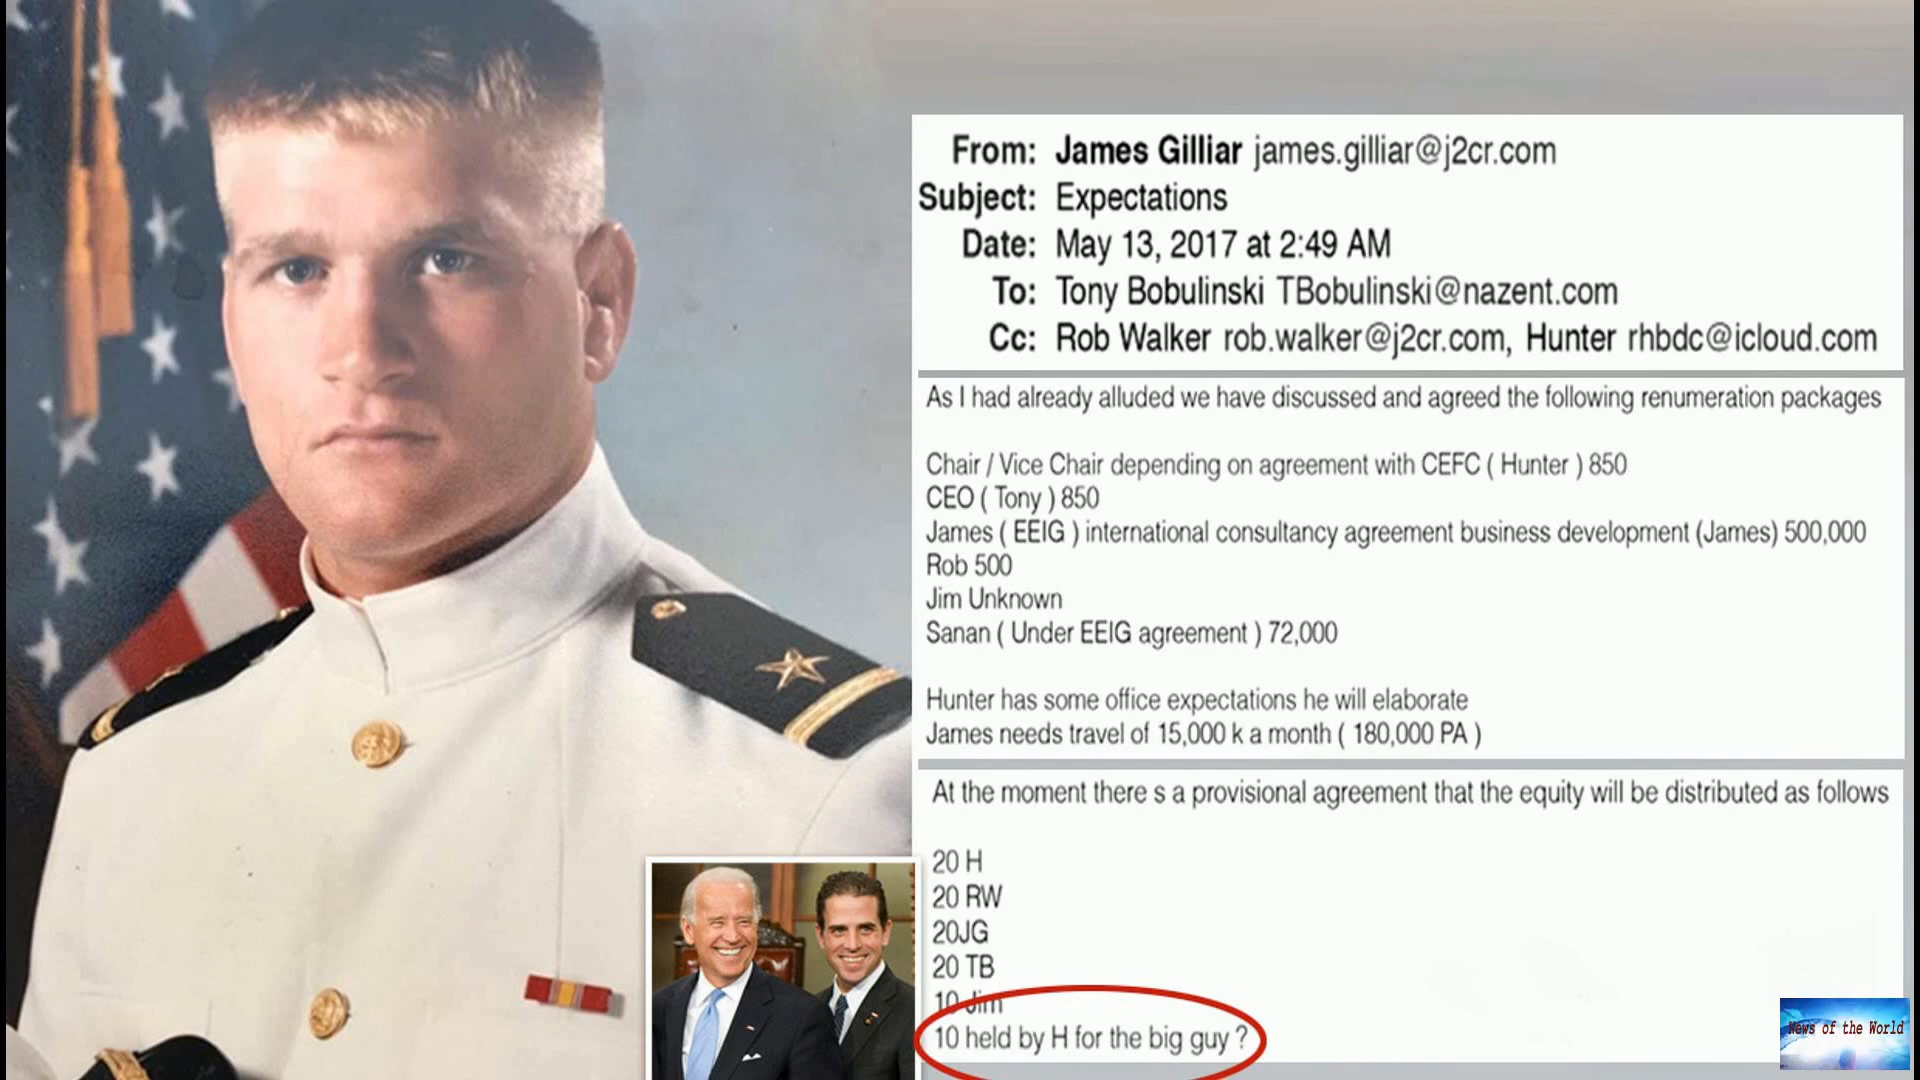 From: James Gilliar james.gilliar@j2cr.com
Subject: Expectations
Date: May 13, 2017 at 2:49 AM
To: Tony Bobulinski TBobulinski@nazent.com
Cc: Rob Walker rob.walker@j2cr.com, Hunter rhbdc@icloud.com
As I had already alluded we have discussed and agreed the following renumeration packages
Chair / Vice Chair depending on agreement with CEFC ( Hunter ) 850
CEO ( Tony ) 850
James ( EEIG ) international consultancy agreement business development (James) 500,000
Rob 500
Jim Unknown
Sanan ( Under EEIG agreement ) 72,000
Hunter has some office expectations he will elaborate
James needs travel of 15,000 k a month ( 180,000 PA )
At the moment there s a provisional agreement that the equity will be distributed as follows
20 H
20 RW
20JG
20 TB
10 Jim
10 held by H for the big guy ?
News of the World